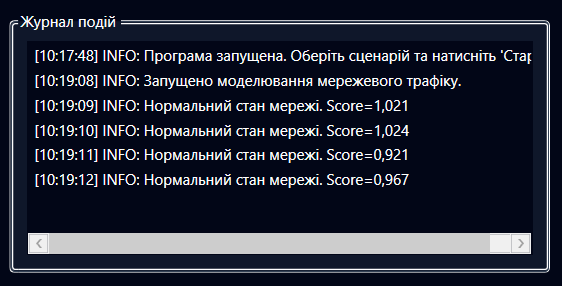 Журнал подій
[10:17:48] INFO: Програма запущена. Оберіть сценарій та натисніть 'Стар
[10:19:08] INFO: Запущено моделювання мережевого трафіку.
[10:19:09] INFO: Нормальний стан мережі. Score=1,021
[10:19:10] INFO: Нормальний стан мережі. Score=1,024
[10:19:11] INFO: Нормальний стан мережі. Score=0,921
[10:19:12] INFO: Нормальний стан мережі. Score=0,967